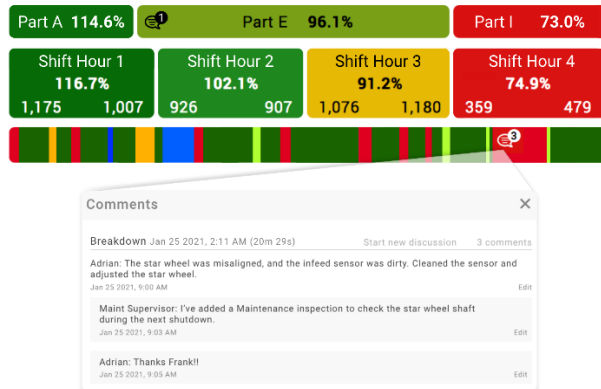 Part A 114.6%
1
Part E 96.1%
Part I 73.0%
Shift Hour 1
116.7%
1,175 1,007
Shift Hour 2
102.1%
926 907
Shift Hour 3
91.2%
1,076 1,180
Shift Hour 4
74.9%
359 479
3
Comments ×
Breakdown Jan 25 2021, 2:11 AM (20m 29s) Start new discussion 3 comments
Adrian: The star wheel was misaligned, and the infeed sensor was dirty. Cleaned the sensor and
adjusted the star wheel.
Jan 25 2021, 9:00 AM Edit
Maint Supervisor: I've added a Maintenance inspection to check the star wheel shaft
during the next shutdown.
Jan 25 2021, 9:03 AM Edit
Adrian: Thanks Frank!!
Jan 25 2021, 9:05 AM Edit